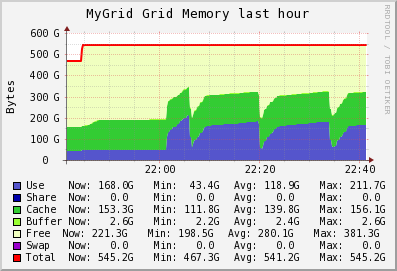 MyGrid Grid Memory last hour
RRDTOOL / TOBI OETIKER
Bytes
600 G
500 G
400 G
300 G
200 G
100 G
0
22:00 22:20 22:40
Use Now: 168.0G Min: 43.4G Avg: 118.9G Max: 211.7G
Share Now: 0.0 Min: 0.0 Avg: 0.0 Max: 0.0
Cache Now: 153.3G Min: 111.8G Avg: 139.8G Max: 156.1G
Buffer Now: 2.6G Min: 2.2G Avg: 2.4G Max: 2.6G
Free Now: 221.3G Min: 198.5G Avg: 280.1G Max: 381.3G
Swap Now: 0.0 Min: 0.0 Avg: 0.0 Max: 0.0
Total Now: 545.2G Min: 467.3G Avg: 541.2G Max: 545.2G